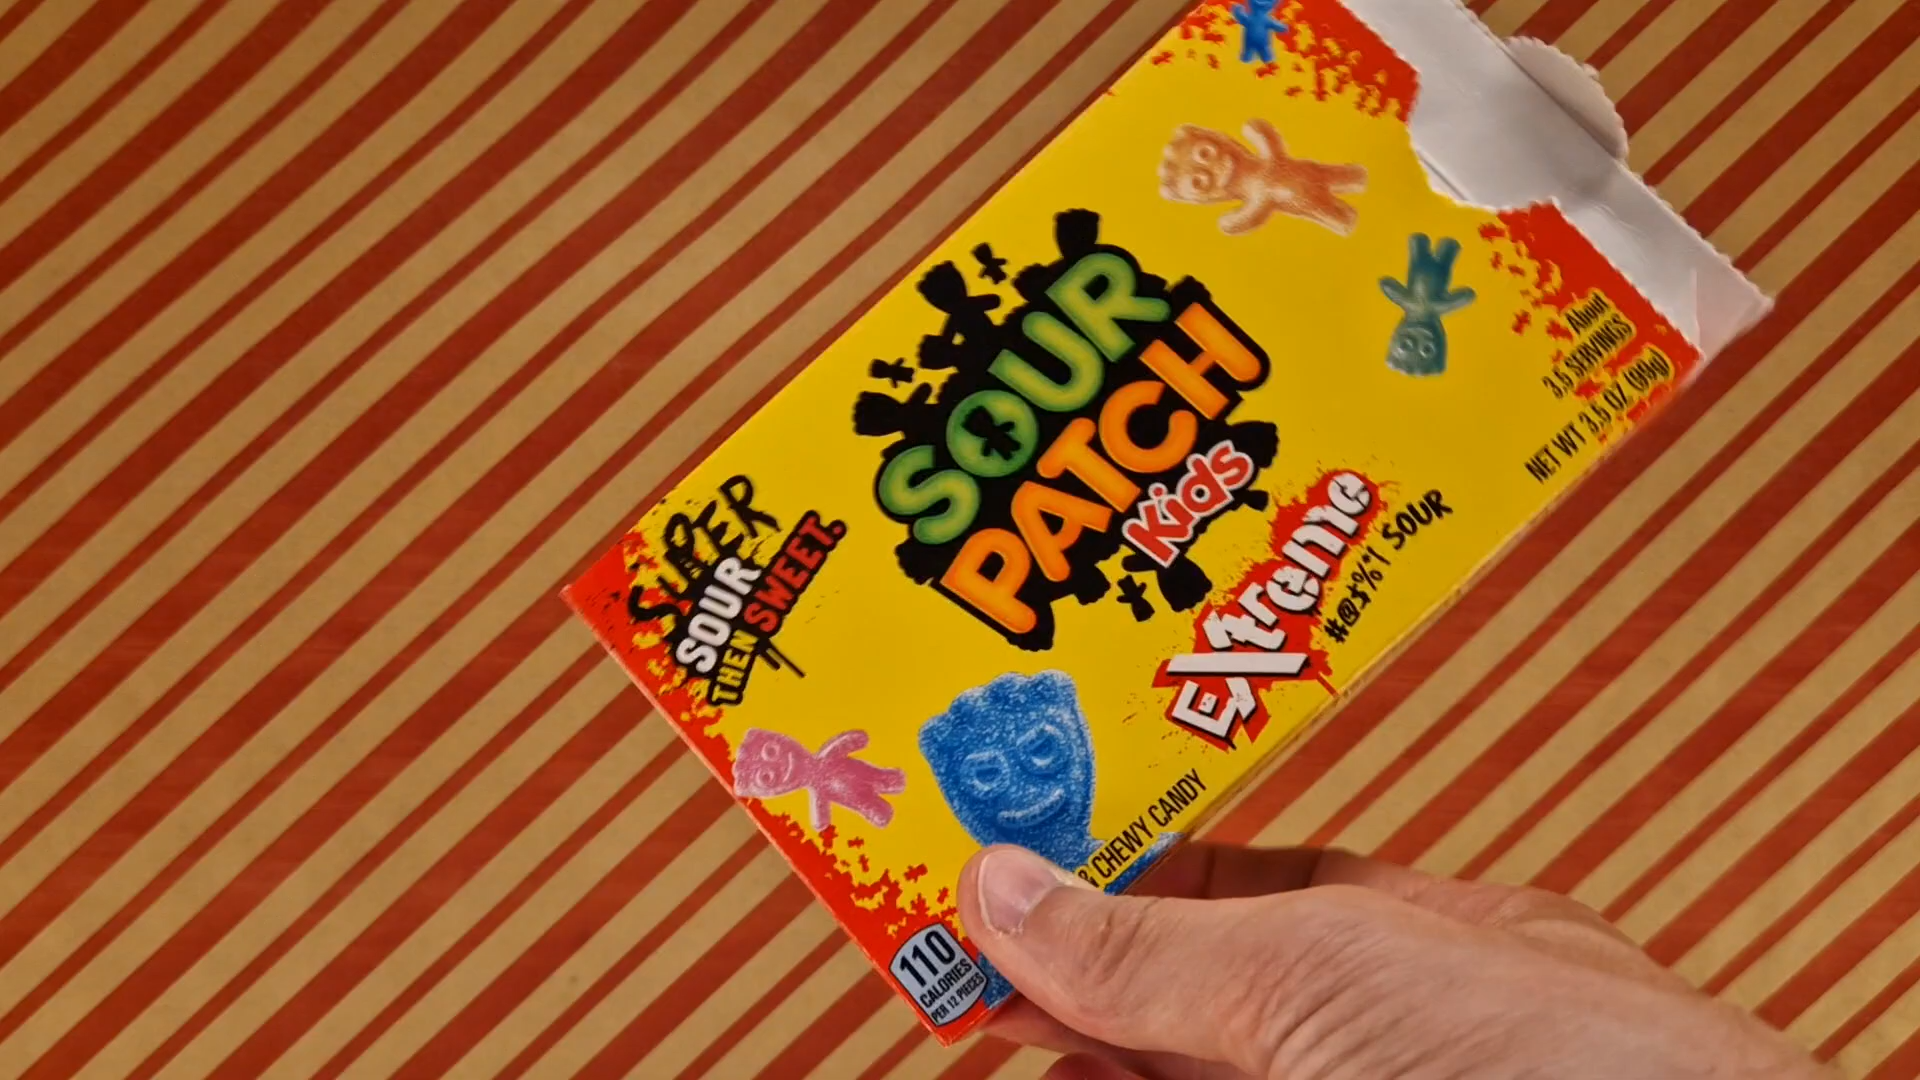 SUPER
SOUR
THEN SWEET.
SOUR
PATCH
Kids
Extreme
#@$%! SOUR
About
3.5 SERVINGS
NET WT 3.5 OZ (99g)
& CHEWY CANDY
110
CALORIES
PER 12 PIECES